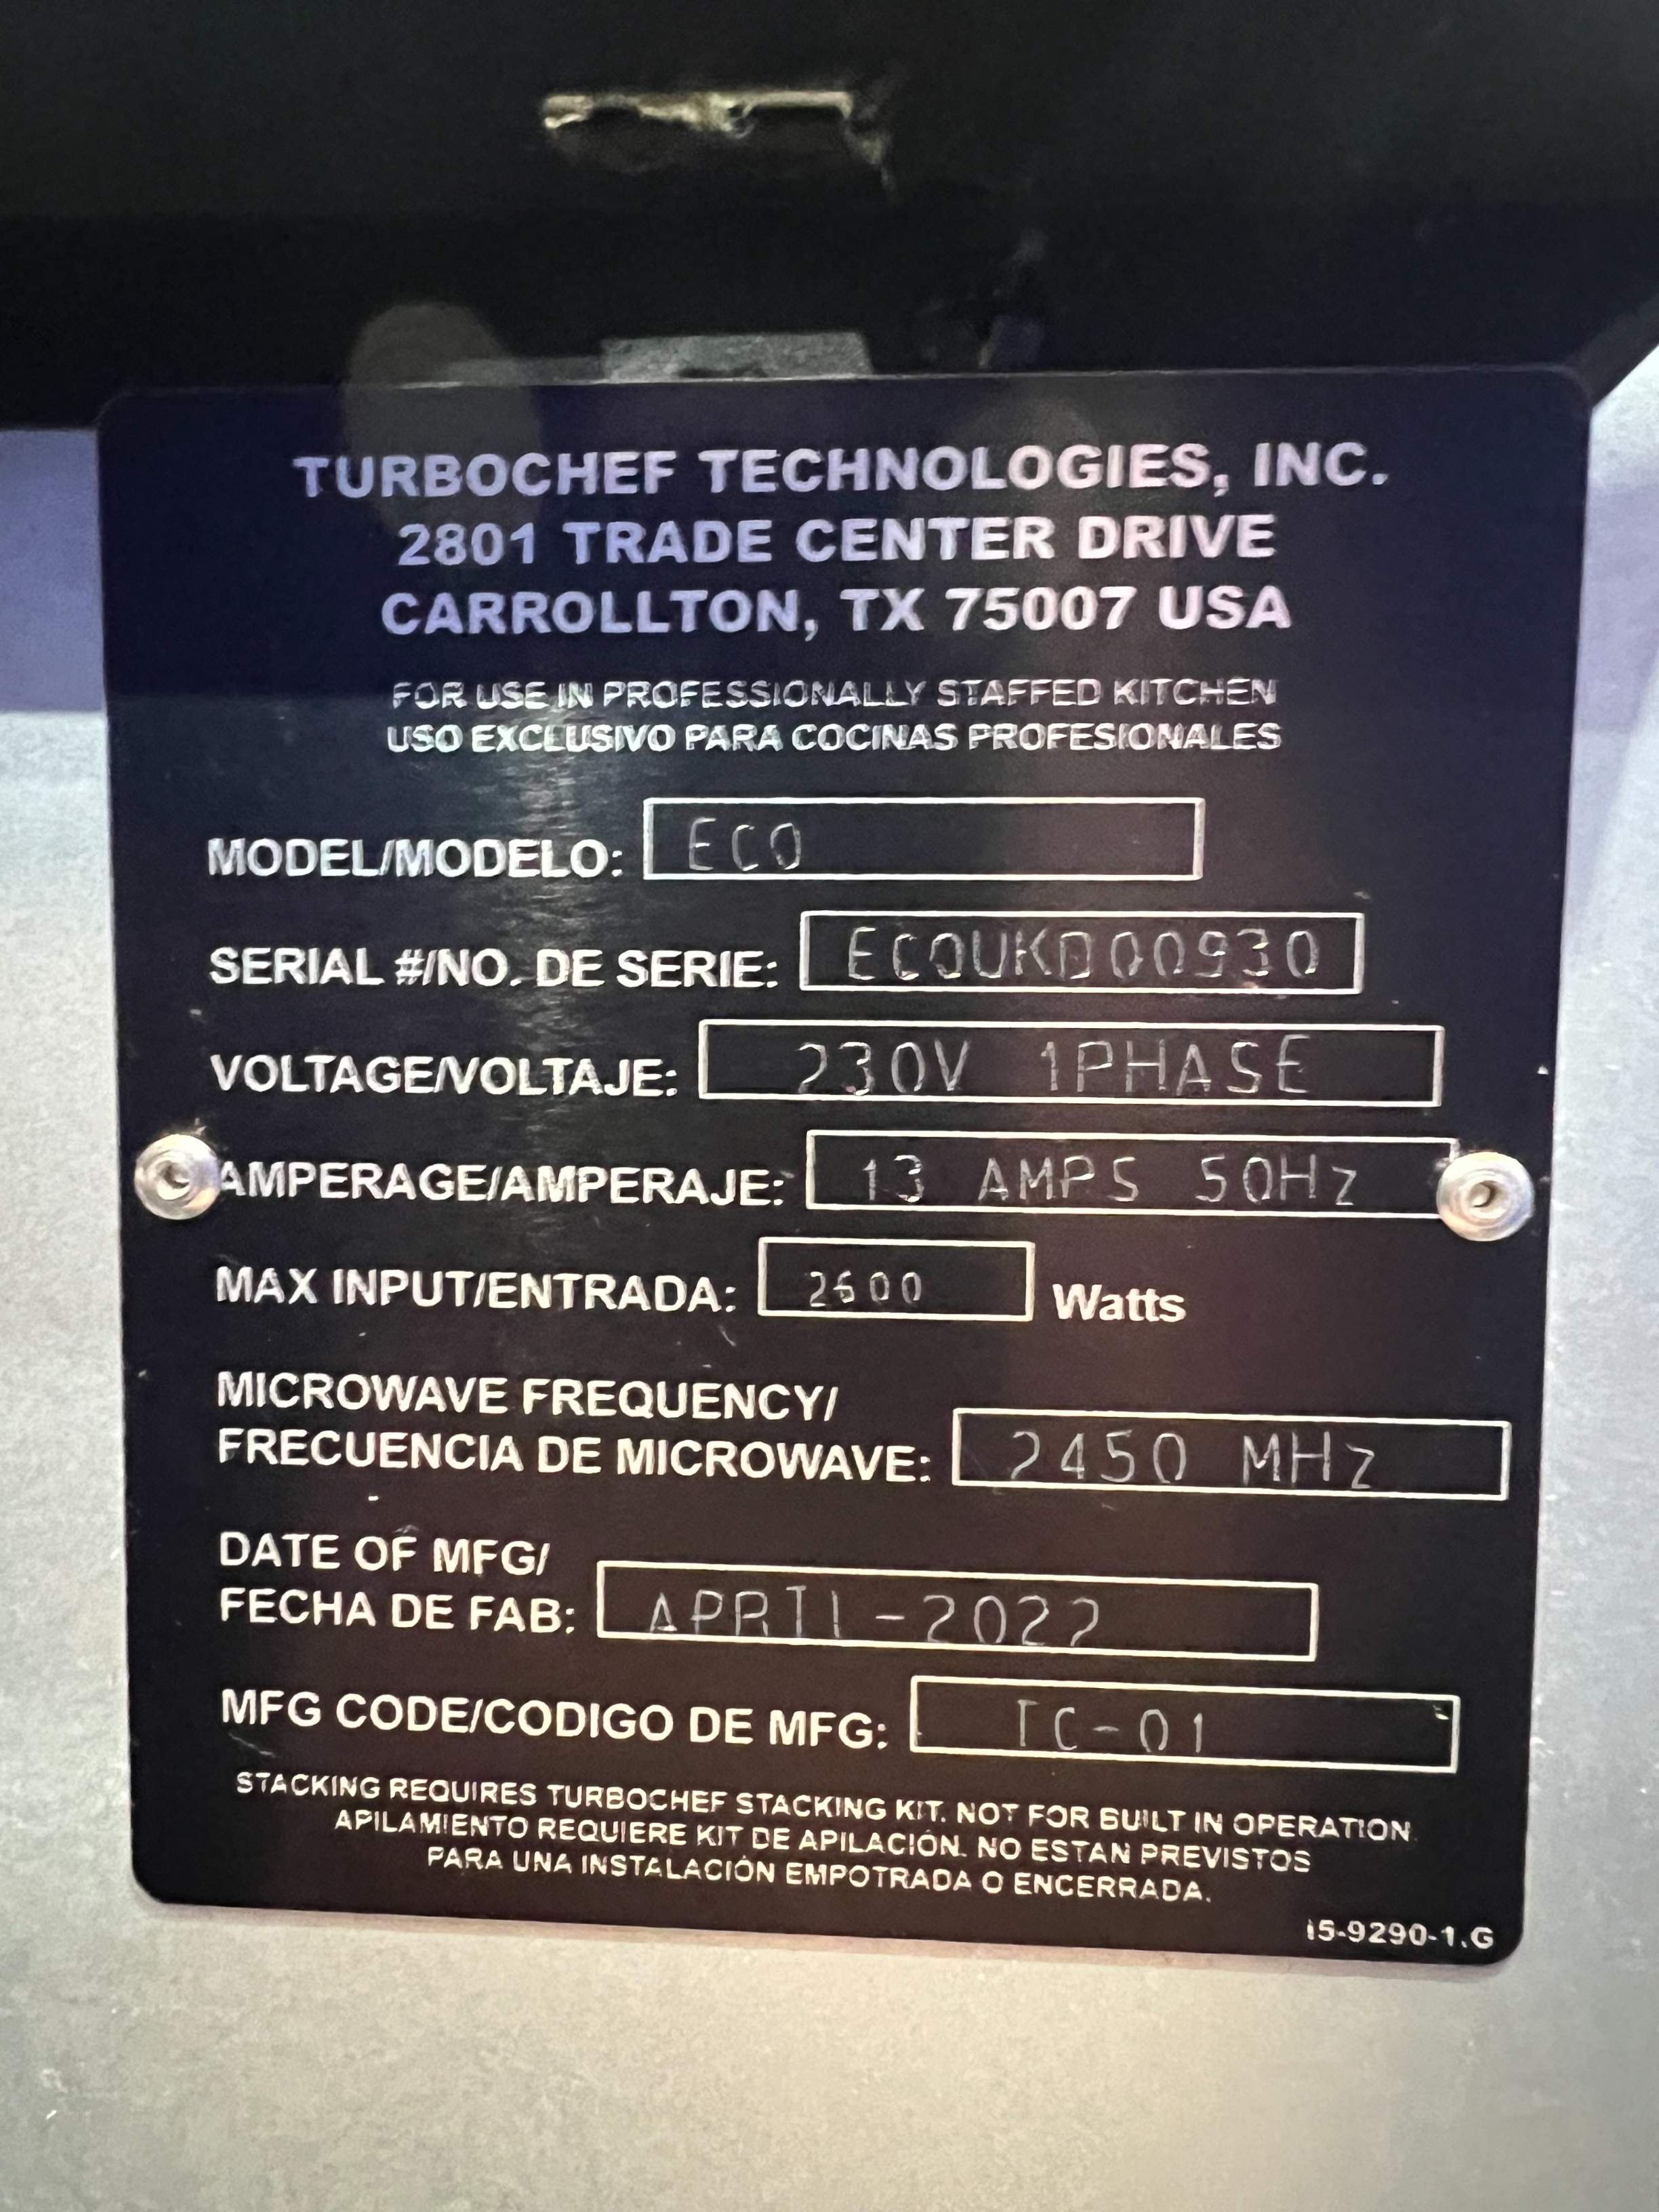 TURBOCHEF TECHNOLOGIES, INC.
2801 TRADE CENTER DRIVE
CARROLLTON, TX 75007 USA
FOR USE IN PROFESSIONALLY STAFFED KITCHEN
USO EXCLUSIVO PARA COCINAS PROFESIONALES
MODEL/MODELO: ECO
SERIAL #/NO. DE SERIE: ECOUKD00930
VOLTAGE/VOLTAJE: 230V 1PHASE
AMPERAGE/AMPERAJE: 13 AMPS 50Hz
MAX INPUT/ENTRADA: 2600 Watts
MICROWAVE FREQUENCY/
FRECUENCIA DE MICROWAVE: 2450 MHz
DATE OF MFG/
FECHA DE FAB: APRIL-2022
MFG CODE/CODIGO DE MFG: TC-01
STACKING REQUIRES TURBOCHEF STACKING KIT. NOT FOR BUILT IN OPERATION.
APILAMIENTO REQUIERE KIT DE APILACIÓN. NO ESTAN PREVISTOS
PARA UNA INSTALACIÓN EMPOTRADA O ENCERRADA.
i5-9290-1.G